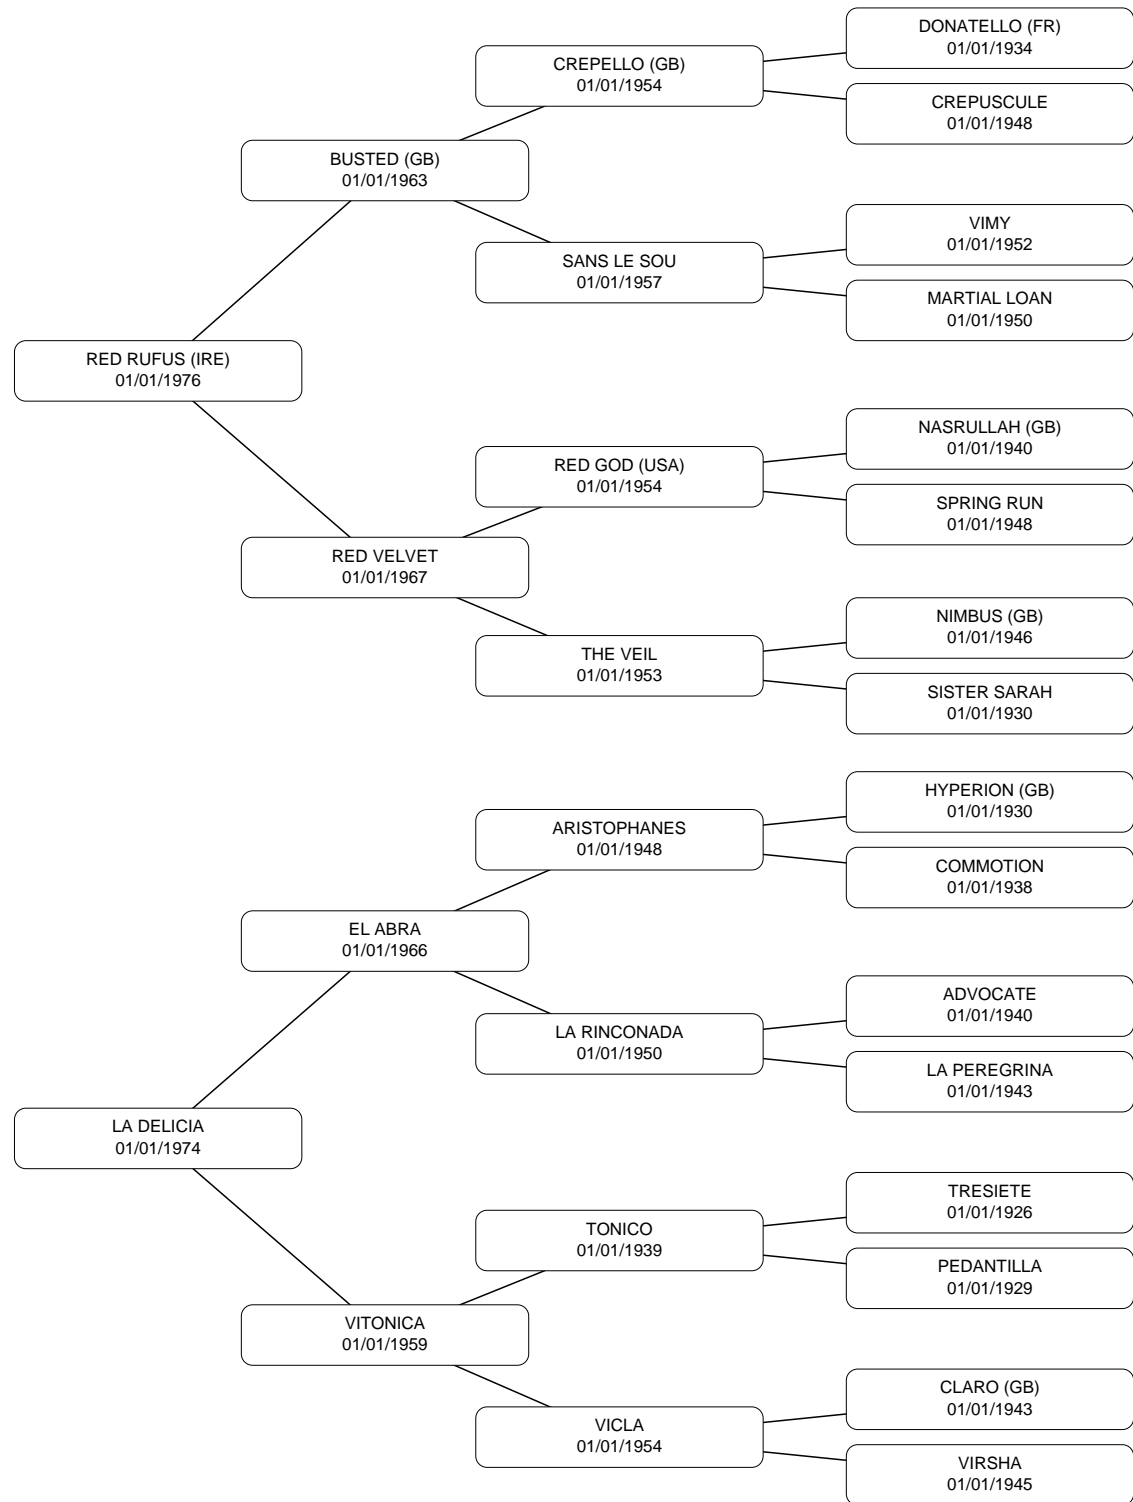 DONATELLO (FR)
01/01/1934
CREPELLO (GB)
01/01/1954
CREPUSCULE
01/01/1948
BUSTED (GB)
01/01/1963
VIMY
01/01/1952
SANS LE SOU
01/01/1957
MARTIAL LOAN
01/01/1950
RED RUFUS (IRE)
01/01/1976
NASRULLAH (GB)
01/01/1940
RED GOD (USA)
01/01/1954
SPRING RUN
01/01/1948
RED VELVET
01/01/1967
NIMBUS (GB)
01/01/1946
THE VEIL
01/01/1953
SISTER SARAH
01/01/1930
HYPERION (GB)
01/01/1930
ARISTOPHANES
01/01/1948
COMMOTION
01/01/1938
EL ABRA
01/01/1966
ADVOCATE
01/01/1940
LA RINCONADA
01/01/1950
LA PEREGRINA
01/01/1943
LA DELICIA
01/01/1974
TRESIETE
01/01/1926
TONICO
01/01/1939
PEDANTILLA
01/01/1929
VITONICA
01/01/1959
CLARO (GB)
01/01/1943
VICLA
01/01/1954
VIRSHA
01/01/1945